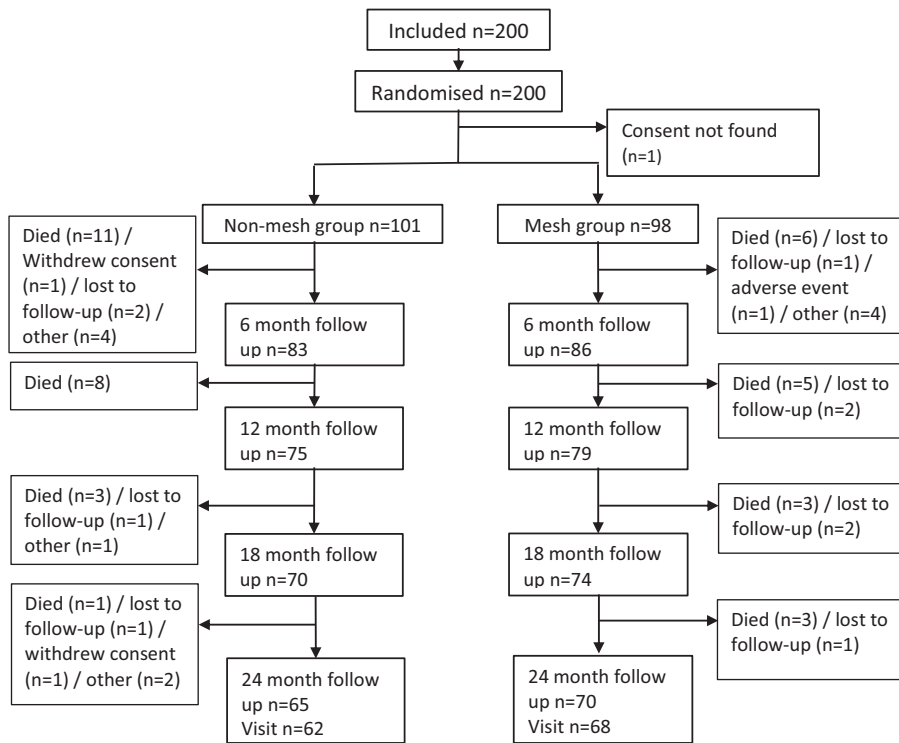 Included n=200
Randomised n=200
Consent not found
(n=1)
Non-mesh group n=101
Mesh group n=98
Died (n=11) /
Withdrew consent
(n=1) / lost to
follow-up (n=2) /
other (n=4)
Died (n=6) / lost to
follow-up (n=1) /
adverse event
(n=1) / other (n=4)
6 month follow
up n=83
6 month follow
up n=86
Died (n=8)
Died (n=5) / lost to
follow-up (n=2)
12 month follow
up n=75
12 month follow
up n=79
Died (n=3) / lost to
follow-up (n=1) /
other (n=1)
Died (n=3) / lost to
follow-up (n=2)
18 month follow
up n=70
18 month follow
up n=74
Died (n=1) / lost to
follow-up (n=1) /
withdrew consent
(n=1) / other (n=2)
Died (n=3) / lost to
follow-up (n=1)
24 month follow
up n=65
Visit n=62
24 month follow
up n=70
Visit n=68